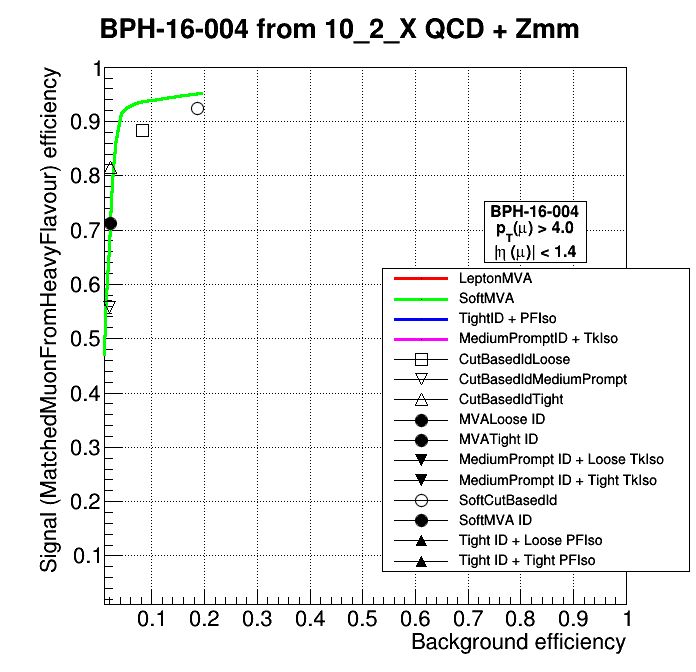 BPH-16-004 from 10_2_X QCD + Zmm
Signal (MatchedMuonFromHeavyFlavour) efficiency
1
0.9
0.8
0.7
0.6
0.5
0.4
0.3
0.2
0.1
BPH-16-004
pT(μ) > 4.0
|η (μ)| < 1.4
LeptonMVA
SoftMVA
TightID + PFIso
MediumPromptID + TkIso
CutBasedIdLoose
CutBasedIdMediumPrompt
CutBasedIdTight
MVALoose ID
MVATight ID
MediumPrompt ID + Loose TkIso
MediumPrompt ID + Tight TkIso
SoftCutBasedId
SoftMVA ID
Tight ID + Loose PFIso
Tight ID + Tight PFIso
0.1 0.2 0.3 0.4 0.5 0.6 0.7 0.8 0.9 1
Background efficiency